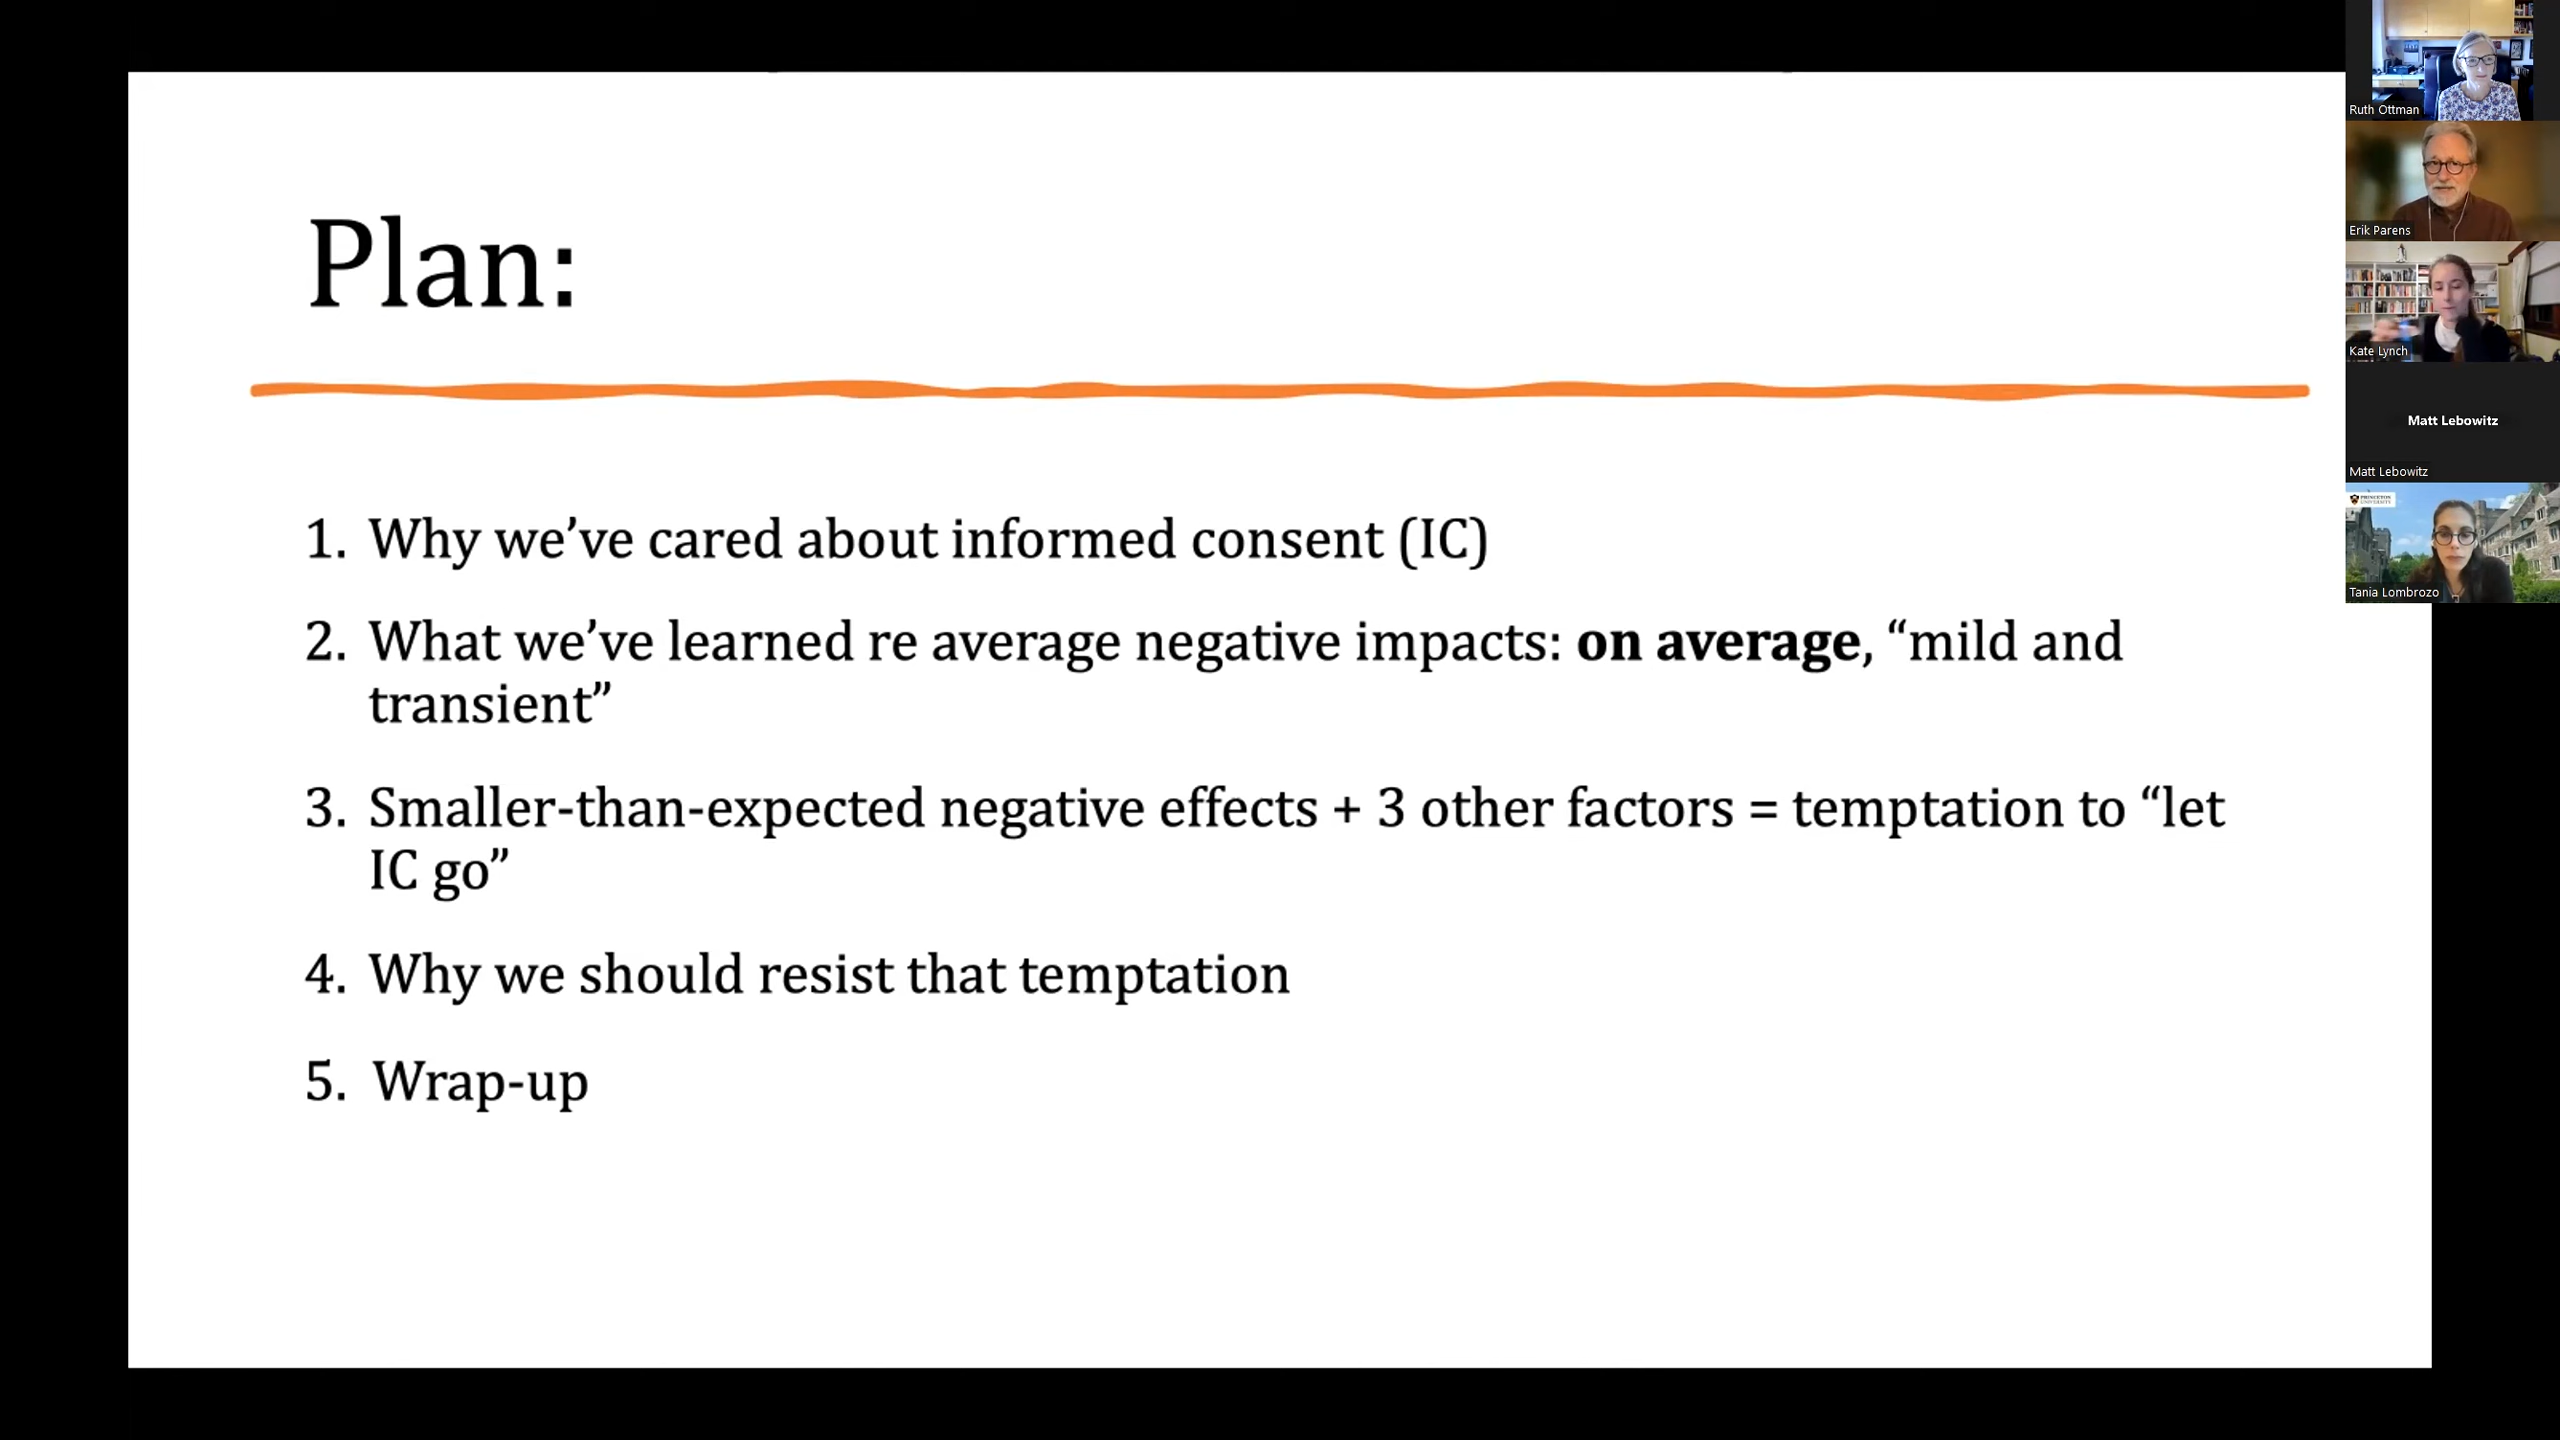 Plan:
1. Why we’ve cared about informed consent (IC)
2. What we’ve learned re average negative impacts: on average, “mild and
transient”
3. Smaller-than-expected negative effects + 3 other factors = temptation to “let
IC go”
4. Why we should resist that temptation
5. Wrap-up
Ruth Ottman
Erik Parens
Kate Lynch
Matt Lebowitz
Matt Lebowitz
PRINCETON
UNIVERSITY
Tania Lombrozo